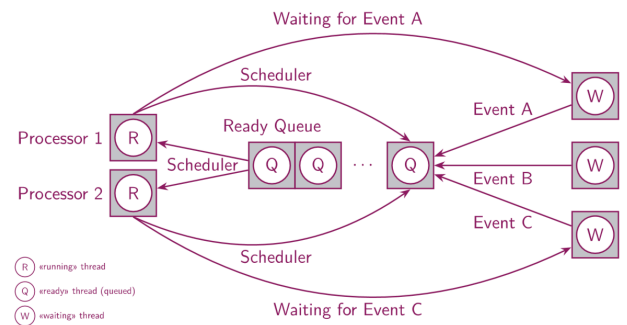 Waiting for Event A
Scheduler
W
Event A
Ready Queue
Processor 1
R
Scheduler
Q
Q
...
Q
Event B
W
Processor 2
R
Event C
W
Scheduler
R «running» thread
Q «ready» thread (queued)
W «waiting» thread
Waiting for Event C